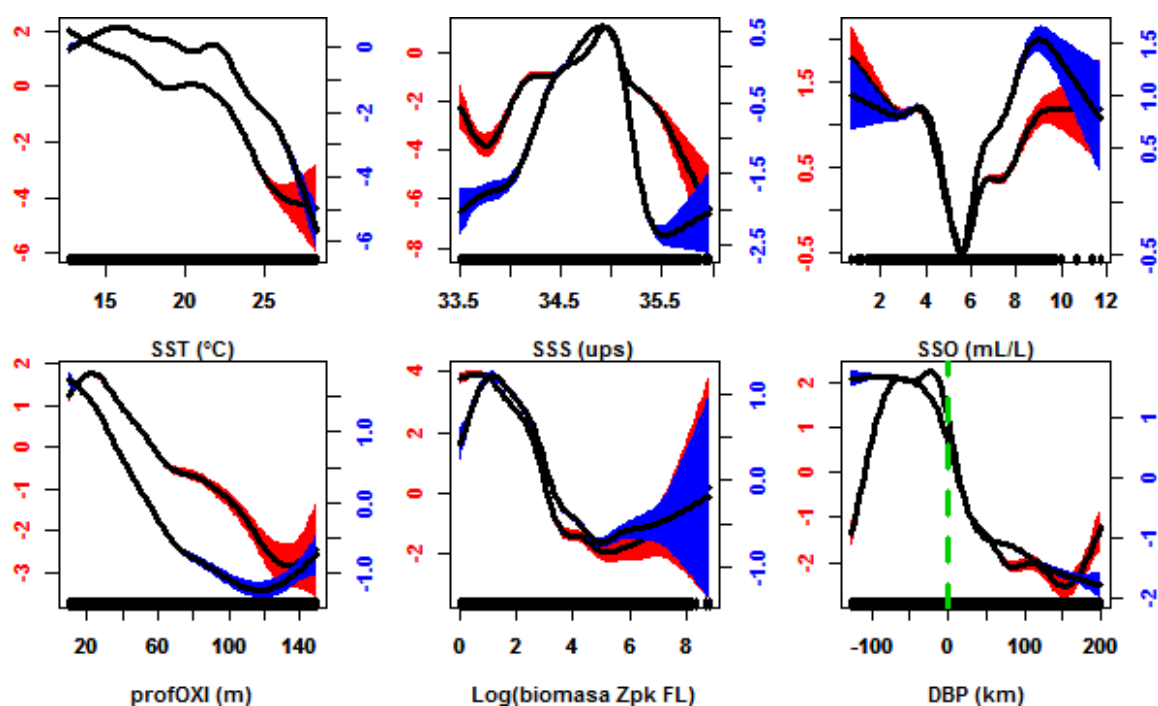 -6 -4 -2 0 2
-6 -4 -2 0
15 20 25
SST (ºC)
-8 -6 -4 -2 0
-2.5 -1.5 -0.5 0.5
33.5 34.5 35.5
SSS (ups)
-0.5 0.5 1.5
-0.5 0.5 1.0 1.5
2 4 6 8 10 12
SSO (mL/L)
-3 -2 -1 0 1 2
-1.0 0.0 1.0
20 60 100 140
profOXI (m)
-2 0 2 4
-1.0 0.0 1.0
0 2 4 6 8
Log(biomasa Zpk FL)
-2 -1 0 1 2
-2 -1 0 1
-100 0 100 200
DBP (km)